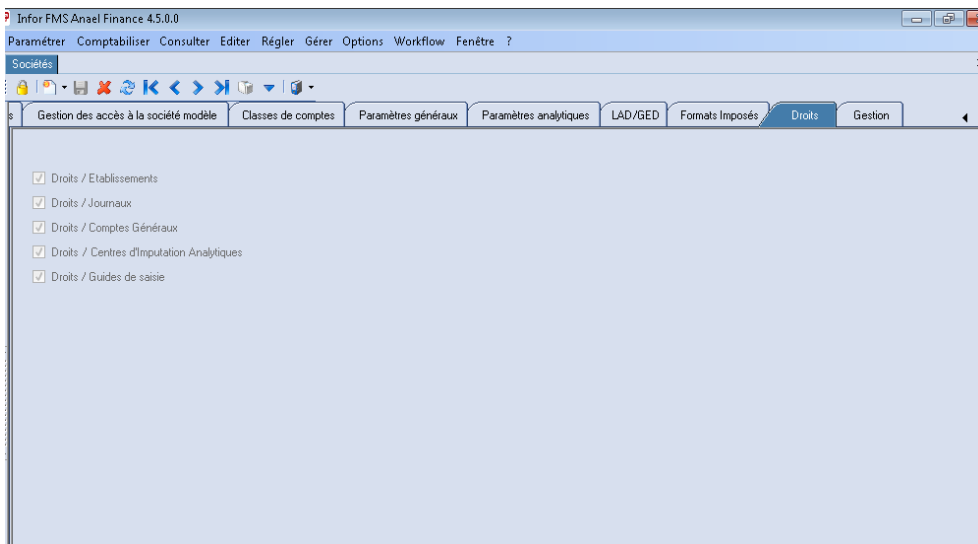 Infor FMS Anael Finance 4.5.0.0
Paramétrer Comptabiliser Consulter Editer Régler Gérer Options Workflow Fenêtre ?
Sociétés
s Gestion des accès à la société modèle Classes de comptes Paramètres généraux Paramètres analytiques LAD/GED Formats Imposés Droits Gestion
Droits / Etablissements
Droits / Journaux
Droits / Comptes Généraux
Droits / Centres d'Imputation Analytiques
Droits / Guides de saisie